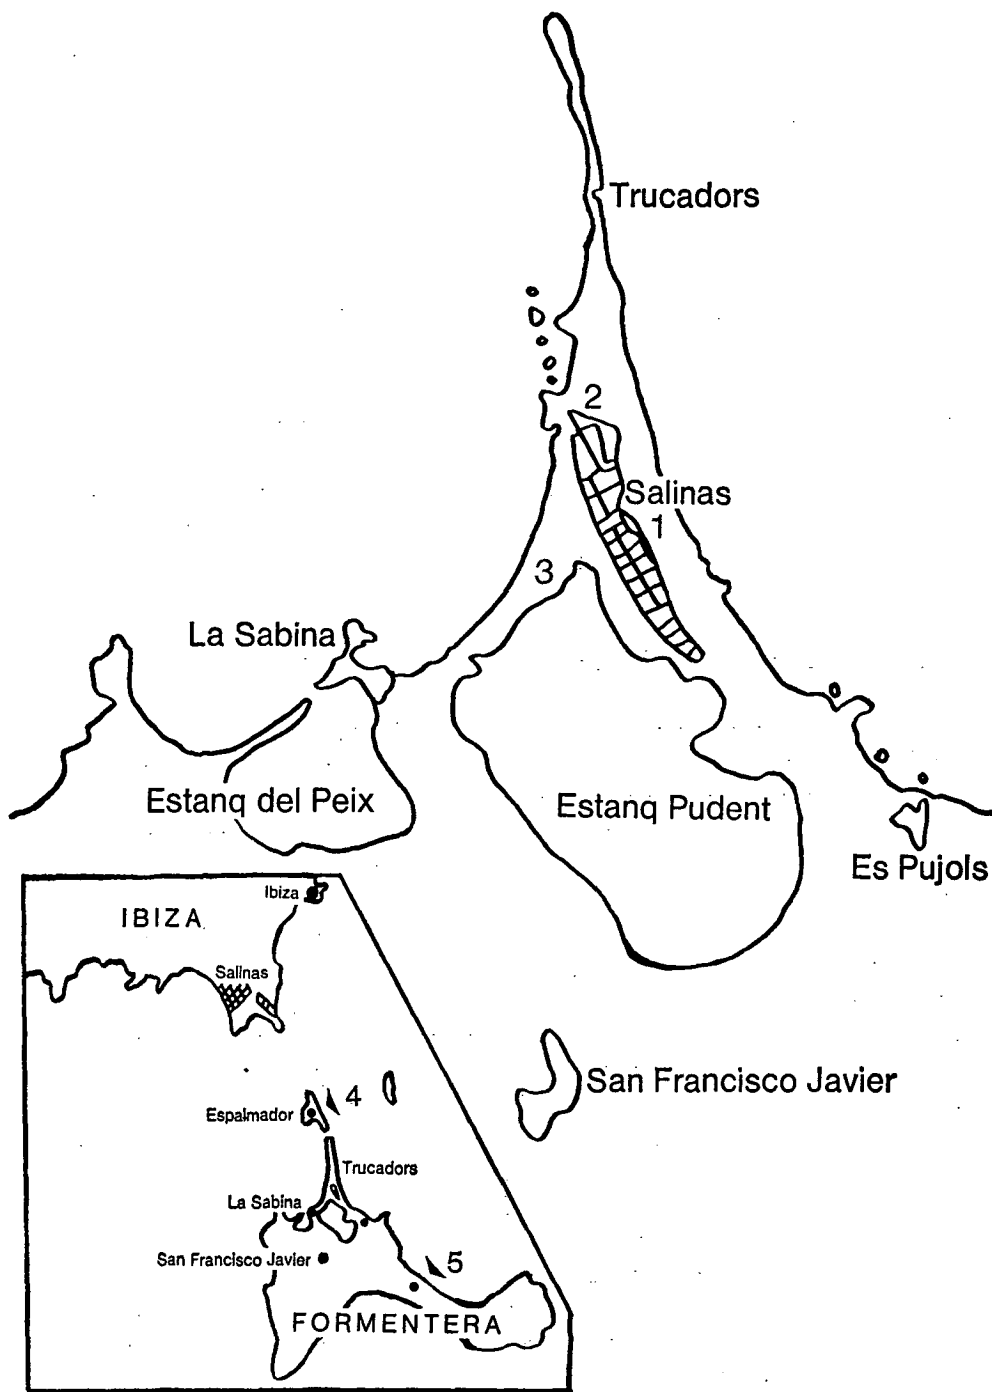 Trucadors
2
Salinas
1
3
La Sabina
Estanq del Peix
Estanq Pudent
Es Pujols
Ibiza
IBIZA
Salinas
San Francisco Javier
4
Espalmador
Trucadors
La Sabina
San Francisco Javier
5
FORMENTERA